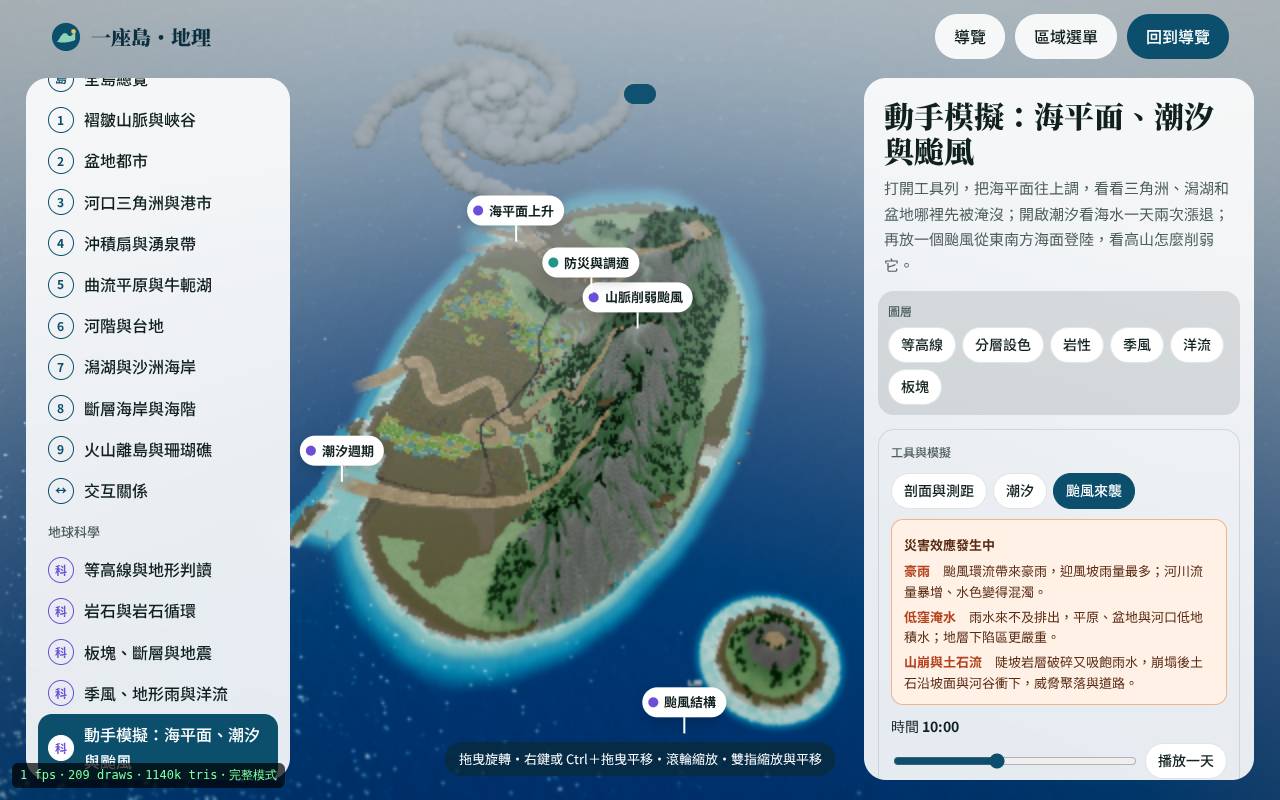 一座島・地理
導覽
區域選單
回到導覽
島 全島總覽
1 褶皺山脈與峽谷
2 盆地都市
3 河口三角洲與港市
4 沖積扇與湧泉帶
5 曲流平原與牛軛湖
6 河階與台地
7 潟湖與沙洲海岸
8 斷層海岸與海階
9 火山離島與珊瑚礁
↔ 交互關係
地球科學
科 等高線與地形判讀
科 岩石與岩石循環
科 板塊、斷層與地震
科 季風、地形雨與洋流
科 動手模擬：海平面、潮汐
與颱風
1 fps·209 draws·1140k tris·完整模式
海平面上升
防災與調適
山脈削弱颱風
潮汐週期
颱風結構
拖曳旋轉・右鍵或 Ctrl＋拖曳平移・滾輪縮放・雙指縮放與平移
動手模擬：海平面、潮汐
與颱風
打開工具列，把海平面往上調，看看三角洲、潟湖和
盆地哪裡先被淹沒；開啟潮汐看海水一天兩次漲退；
再放一個颱風從東南方海面登陸，看高山怎麼削弱
它。
圖層
等高線
分層設色
岩性
季風
洋流
板塊
工具與模擬
剖面與測距
潮汐
颱風來襲
災害效應發生中
豪雨 颱風環流帶來豪雨，迎風坡雨量最多；河川流
量暴增、水色變得混濁。
低窪淹水 雨水來不及排出，平原、盆地與河口低地
積水；地層下陷區更嚴重。
山崩與土石流 陡坡岩層破碎又吸飽雨水，崩塌後土
石沿坡面與河谷衝下，威脅聚落與道路。
時間 10:00
播放一天